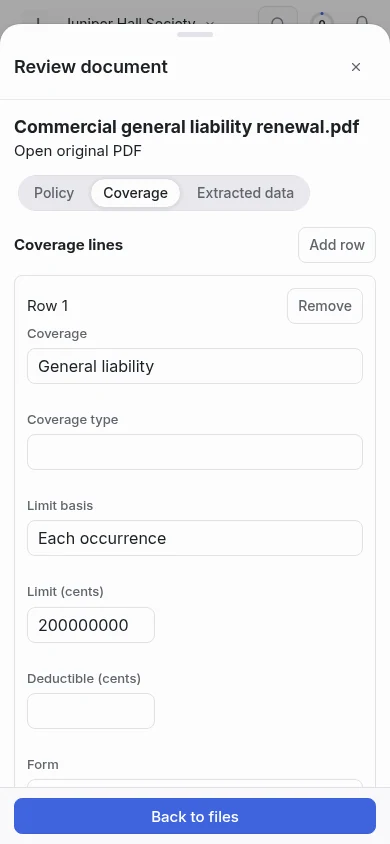 Juniper Hall Society
Review document
Commercial general liability renewal.pdf
Open original PDF
Policy
Coverage
Extracted data
Coverage lines
Add row
Row 1
Remove
Coverage
General liability
Coverage type
Limit basis
Each occurrence
Limit (cents)
200000000
Deductible (cents)
Form
Back to files